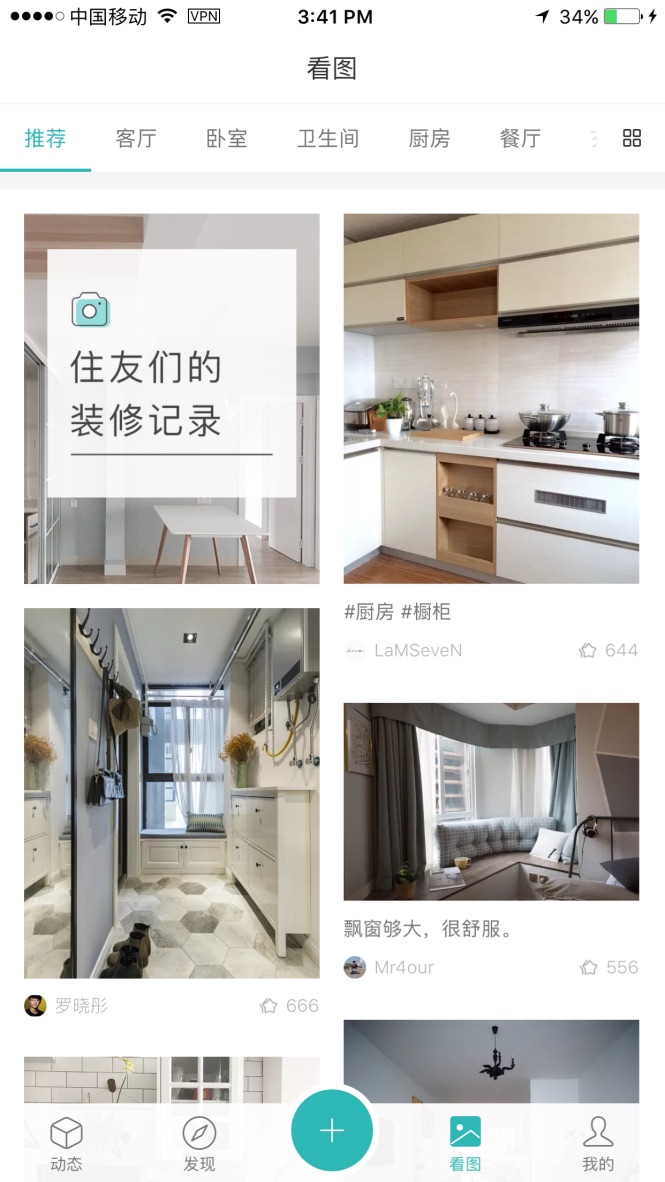 中国移动 VPN 3:41 PM 34%
看图
推荐 客厅 卧室 卫生间 厨房 餐厅
住友们的
装修记录
#厨房 #橱柜
LaMSeveN 644
飘窗够大，很舒服。
Mr4our 556
罗晓彤 666
动态 发现 看图 我的